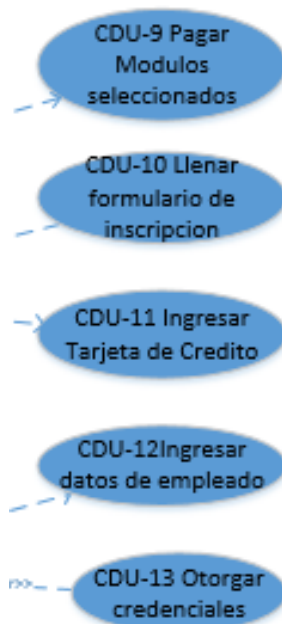 CDU-9 Pagar
Modulos
seleccionados
CDU-10 Llenar
formulario de
inscripcion
CDU-11 Ingresar
Tarjeta de Credito
CDU-12Ingresar
datos de empleado
CDU-13 Otorgar
credenciales